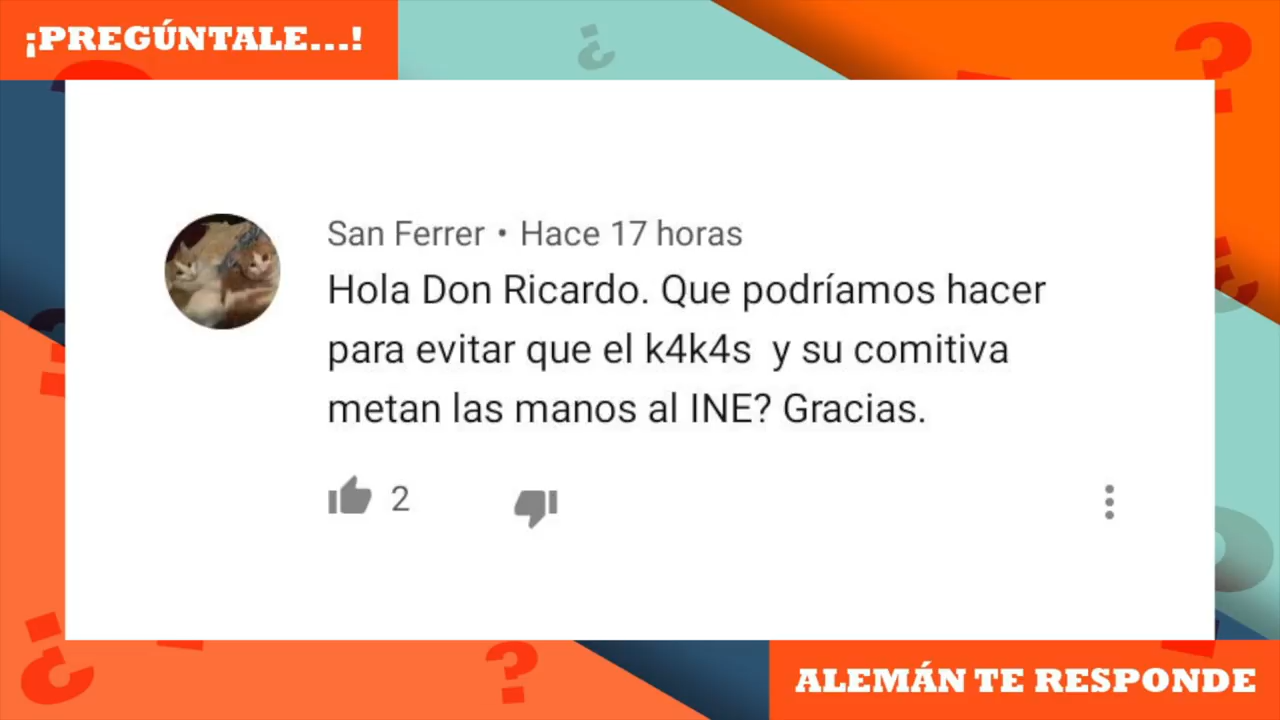 ¡PREGÚNTALE...!
San Ferrer • Hace 17 horas
Hola Don Ricardo. Que podríamos hacer
para evitar que el k4k4s y su comitiva
metan las manos al INE? Gracias.
2
ALEMÁN TE RESPONDE